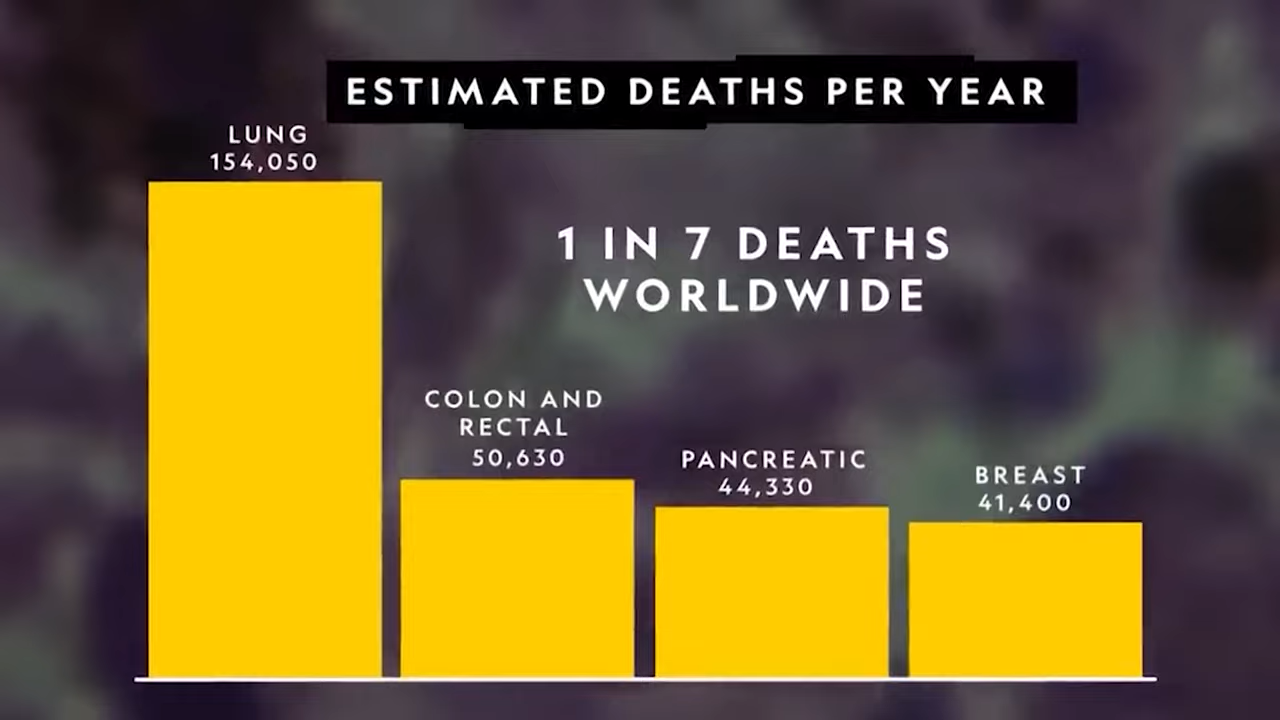 ESTIMATED DEATHS PER YEAR
LUNG
154,050
1 IN 7 DEATHS
WORLDWIDE
COLON AND
RECTAL
50,630
PANCREATIC
44,330
BREAST
41,400